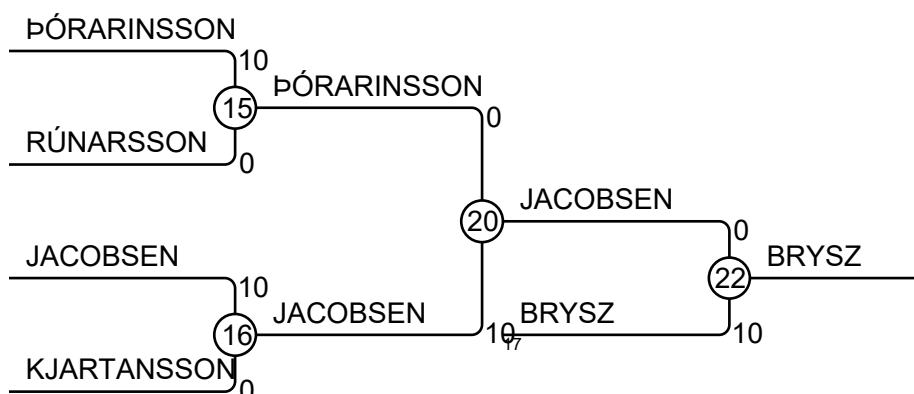 ÞÓRARINSSON
10
15
ÞÓRARINSSON
0
RÚNARSSON
0
20
JACOBSEN
0
JACOBSEN
10
22
BRYSZ
16
JACOBSEN
10
17
BRYSZ
10
KJARTANSSON
0